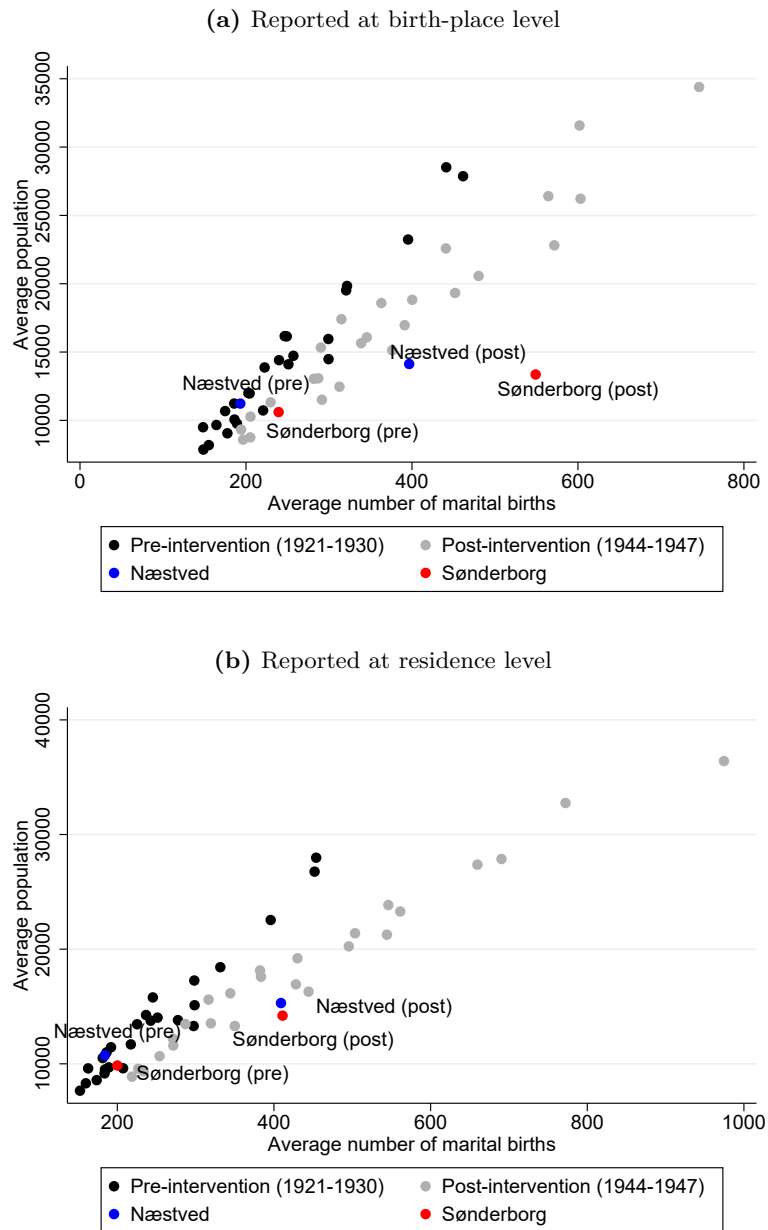 (a) Reported at birth-place level
35000
30000
25000
20000
15000
10000
Average population
Næstved (pre)
Næstved (post)
Sønderborg (post)
Sønderborg (pre)
0 200 400 600 800
Average number of marital births
Pre-intervention (1921-1930) Post-intervention (1944-1947)
Næstved Sønderborg
(b) Reported at residence level
40000
30000
20000
10000
Average population
Næstved (post)
Næstved (pre)
Sønderborg (post)
Sønderborg (pre)
200 400 600 800 1000
Average number of marital births
Pre-intervention (1921-1930) Post-intervention (1944-1947)
Næstved Sønderborg